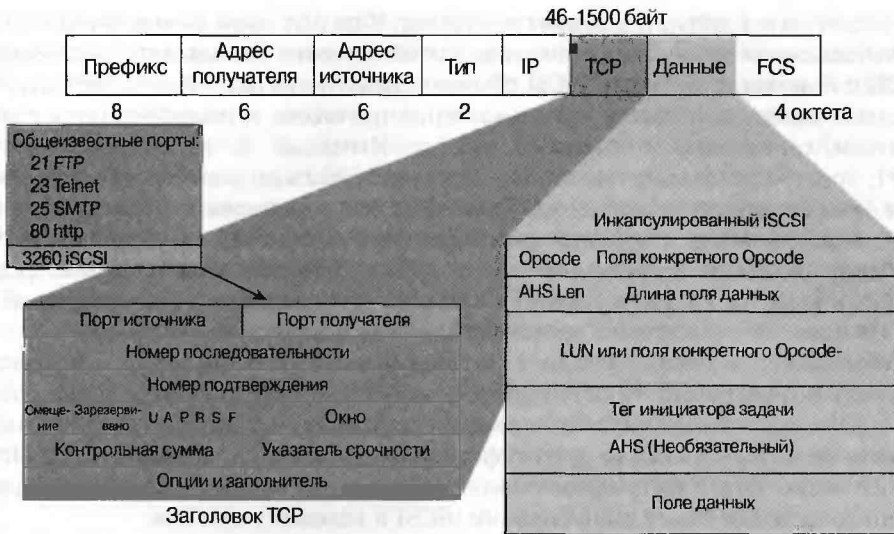 46-1500 байт
Префикс Адрес получателя Адрес источника Тип IP TCP Данные FCS
8 6 6 2 4 октета
Общеизвестные порты:
21 FTP
23 Telnet
25 SMTP
80 http
3260 iSCSI
Порт источника Порт получателя
Номер последовательности
Номер подтверждения
Смеще-ние Зарезерви-вано U A P R S F Окно
Контрольная сумма Указатель срочности
Опции и заполнитель
Заголовок TCP
Инкапсулированный iSCSI
Opcode Поля конкретного Opcode
AHS Len Длина поля данных
LUN или поля конкретного Opcode-
Тег инициатора задачи
AHS (Необязательный)
Поле данных